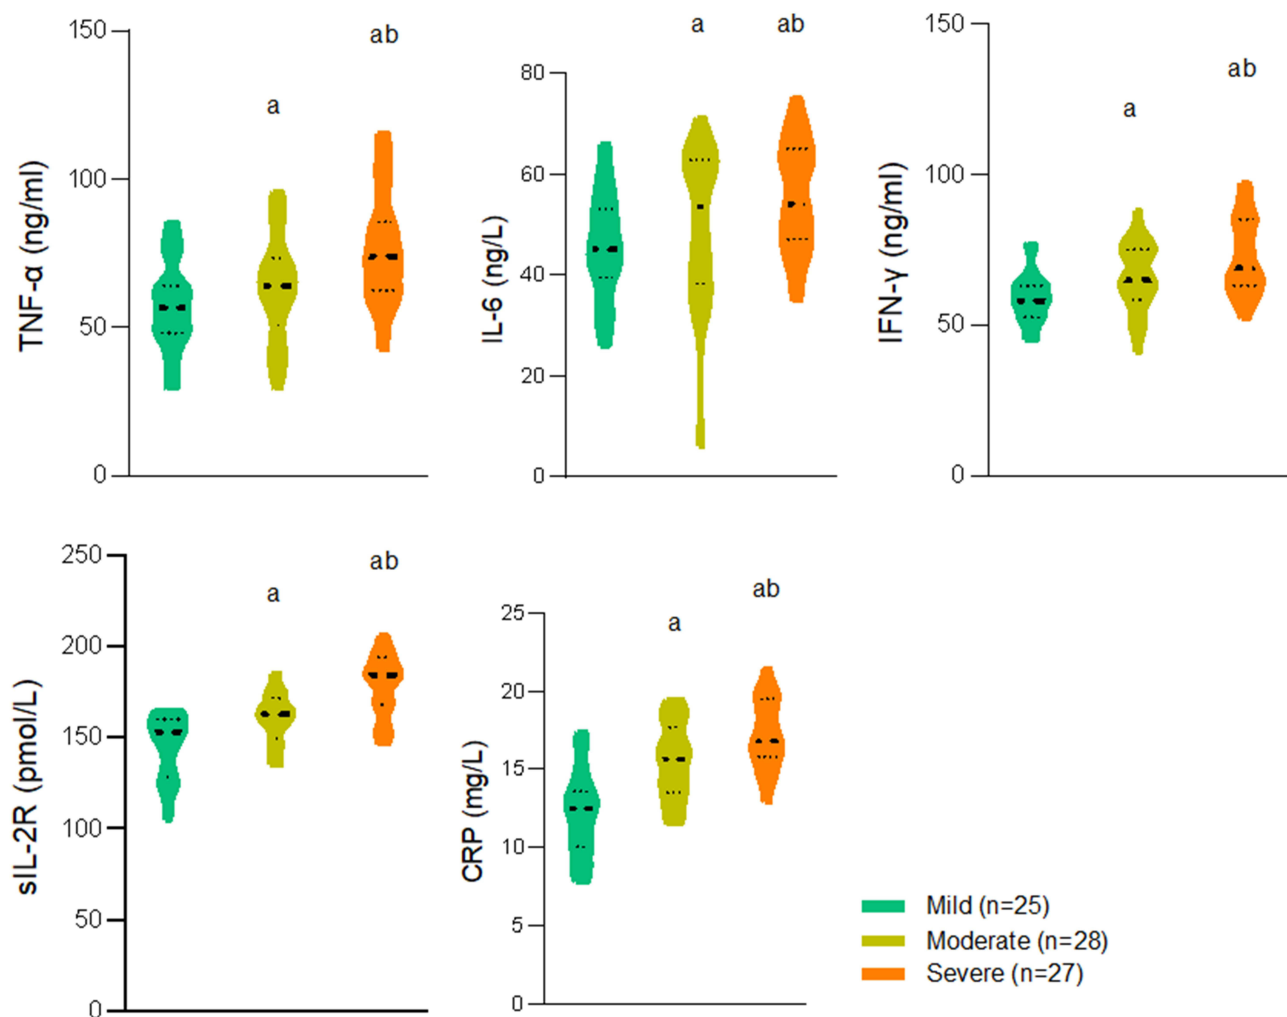 TNF-α (ng/ml)
150
100
50
0
a
ab
IL-6 (ng/L)
80
60
40
20
0
a
ab
IFN-γ (ng/ml)
150
100
50
0
a
ab
sIL-2R (pmol/L)
250
200
150
100
50
0
a
ab
CRP (mg/L)
25
20
15
10
5
0
a
ab
Mild (n=25)
Moderate (n=28)
Severe (n=27)